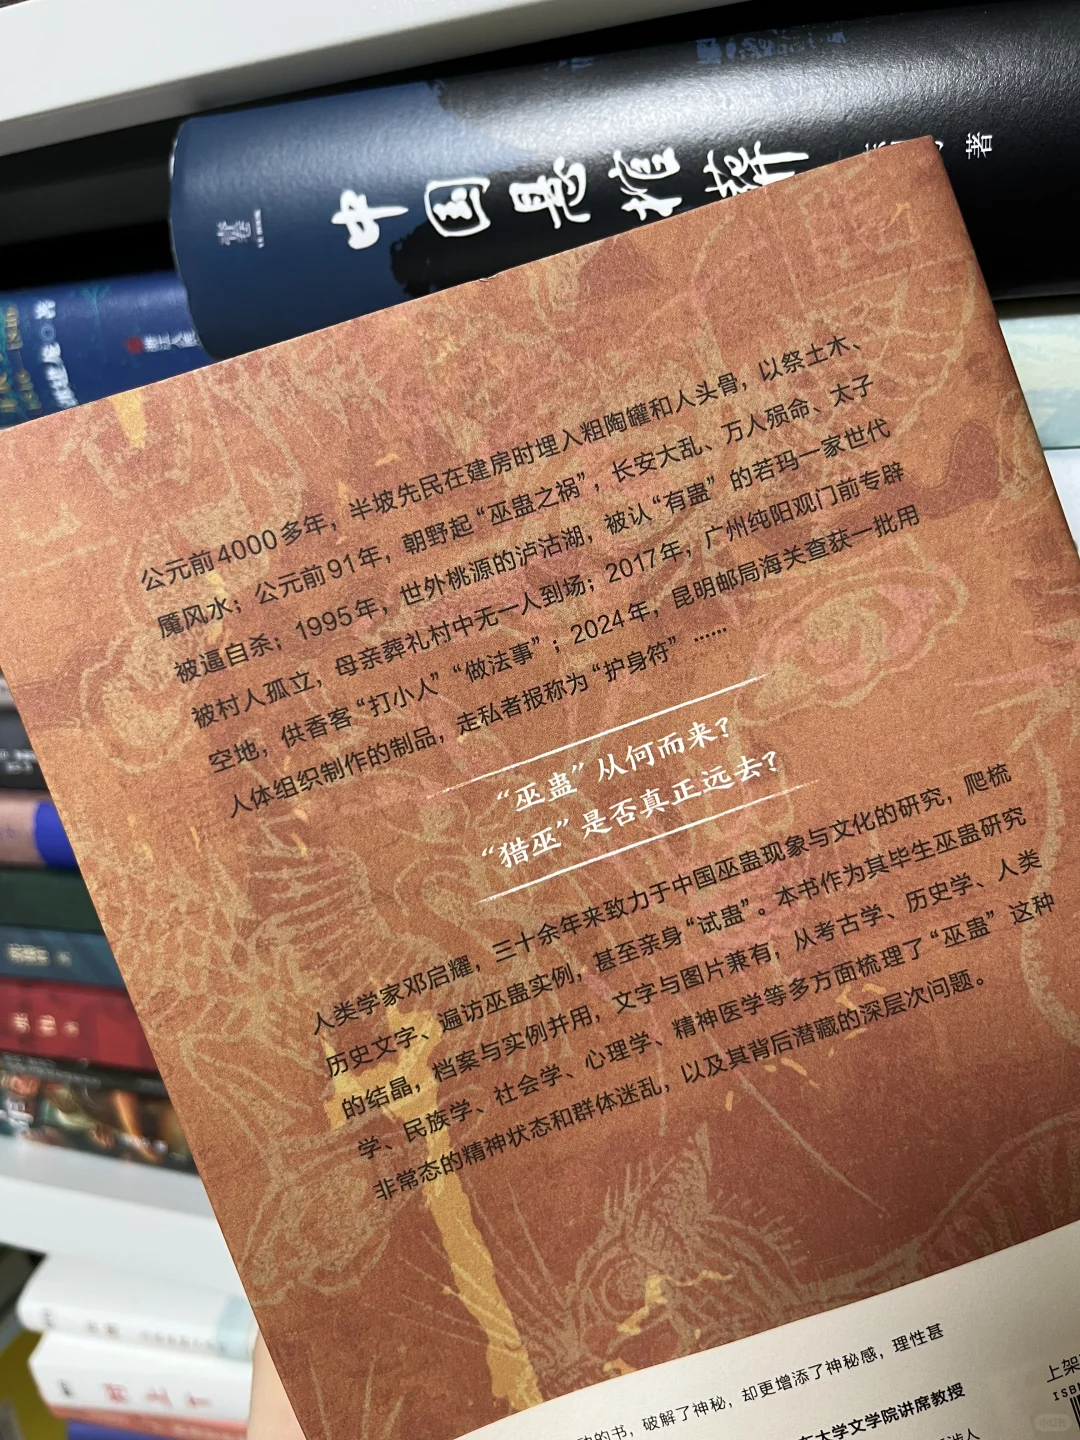 中国悬疑
著
浙江人民
公元前4000多年，半坡先民在建房时埋入粗陶罐和人头骨，以祭土木、
魇风水；公元前91年，朝野起“巫蛊之祸”，长安大乱、万人殒命、太子
被逼自杀；1995年，世外桃源的泸沽湖，被认“有蛊”的若玛一家世代
被村人孤立，母亲葬礼村中无一人到场；2017年，广州纯阳观门前专辟
空地，供香客“打小人”“做法事”；2024年，昆明邮局海关查获一批用
人体组织制作的制品，走私者报称为“护身符”……
“巫蛊”从何而来？
“猎巫”是否真正远去？
人类学家邓启耀，三十余年来致力于中国巫蛊现象与文化的研究，爬梳
历史文字、遍访巫蛊实例，甚至亲身“试蛊”。本书作为其毕生巫蛊研究
的结晶，档案与实例并用，文字与图片兼有，从考古学、历史学、人类
学、民族学、社会学、心理学、精神医学等多方面梳理了“巫蛊”这种
非常态的精神状态和群体迷乱，以及其背后潜藏的深层次问题。
的书，破解了神秘，却更增添了神秘感，理性甚
大学文学院讲席教授
涉人
上架
ISB
小红书